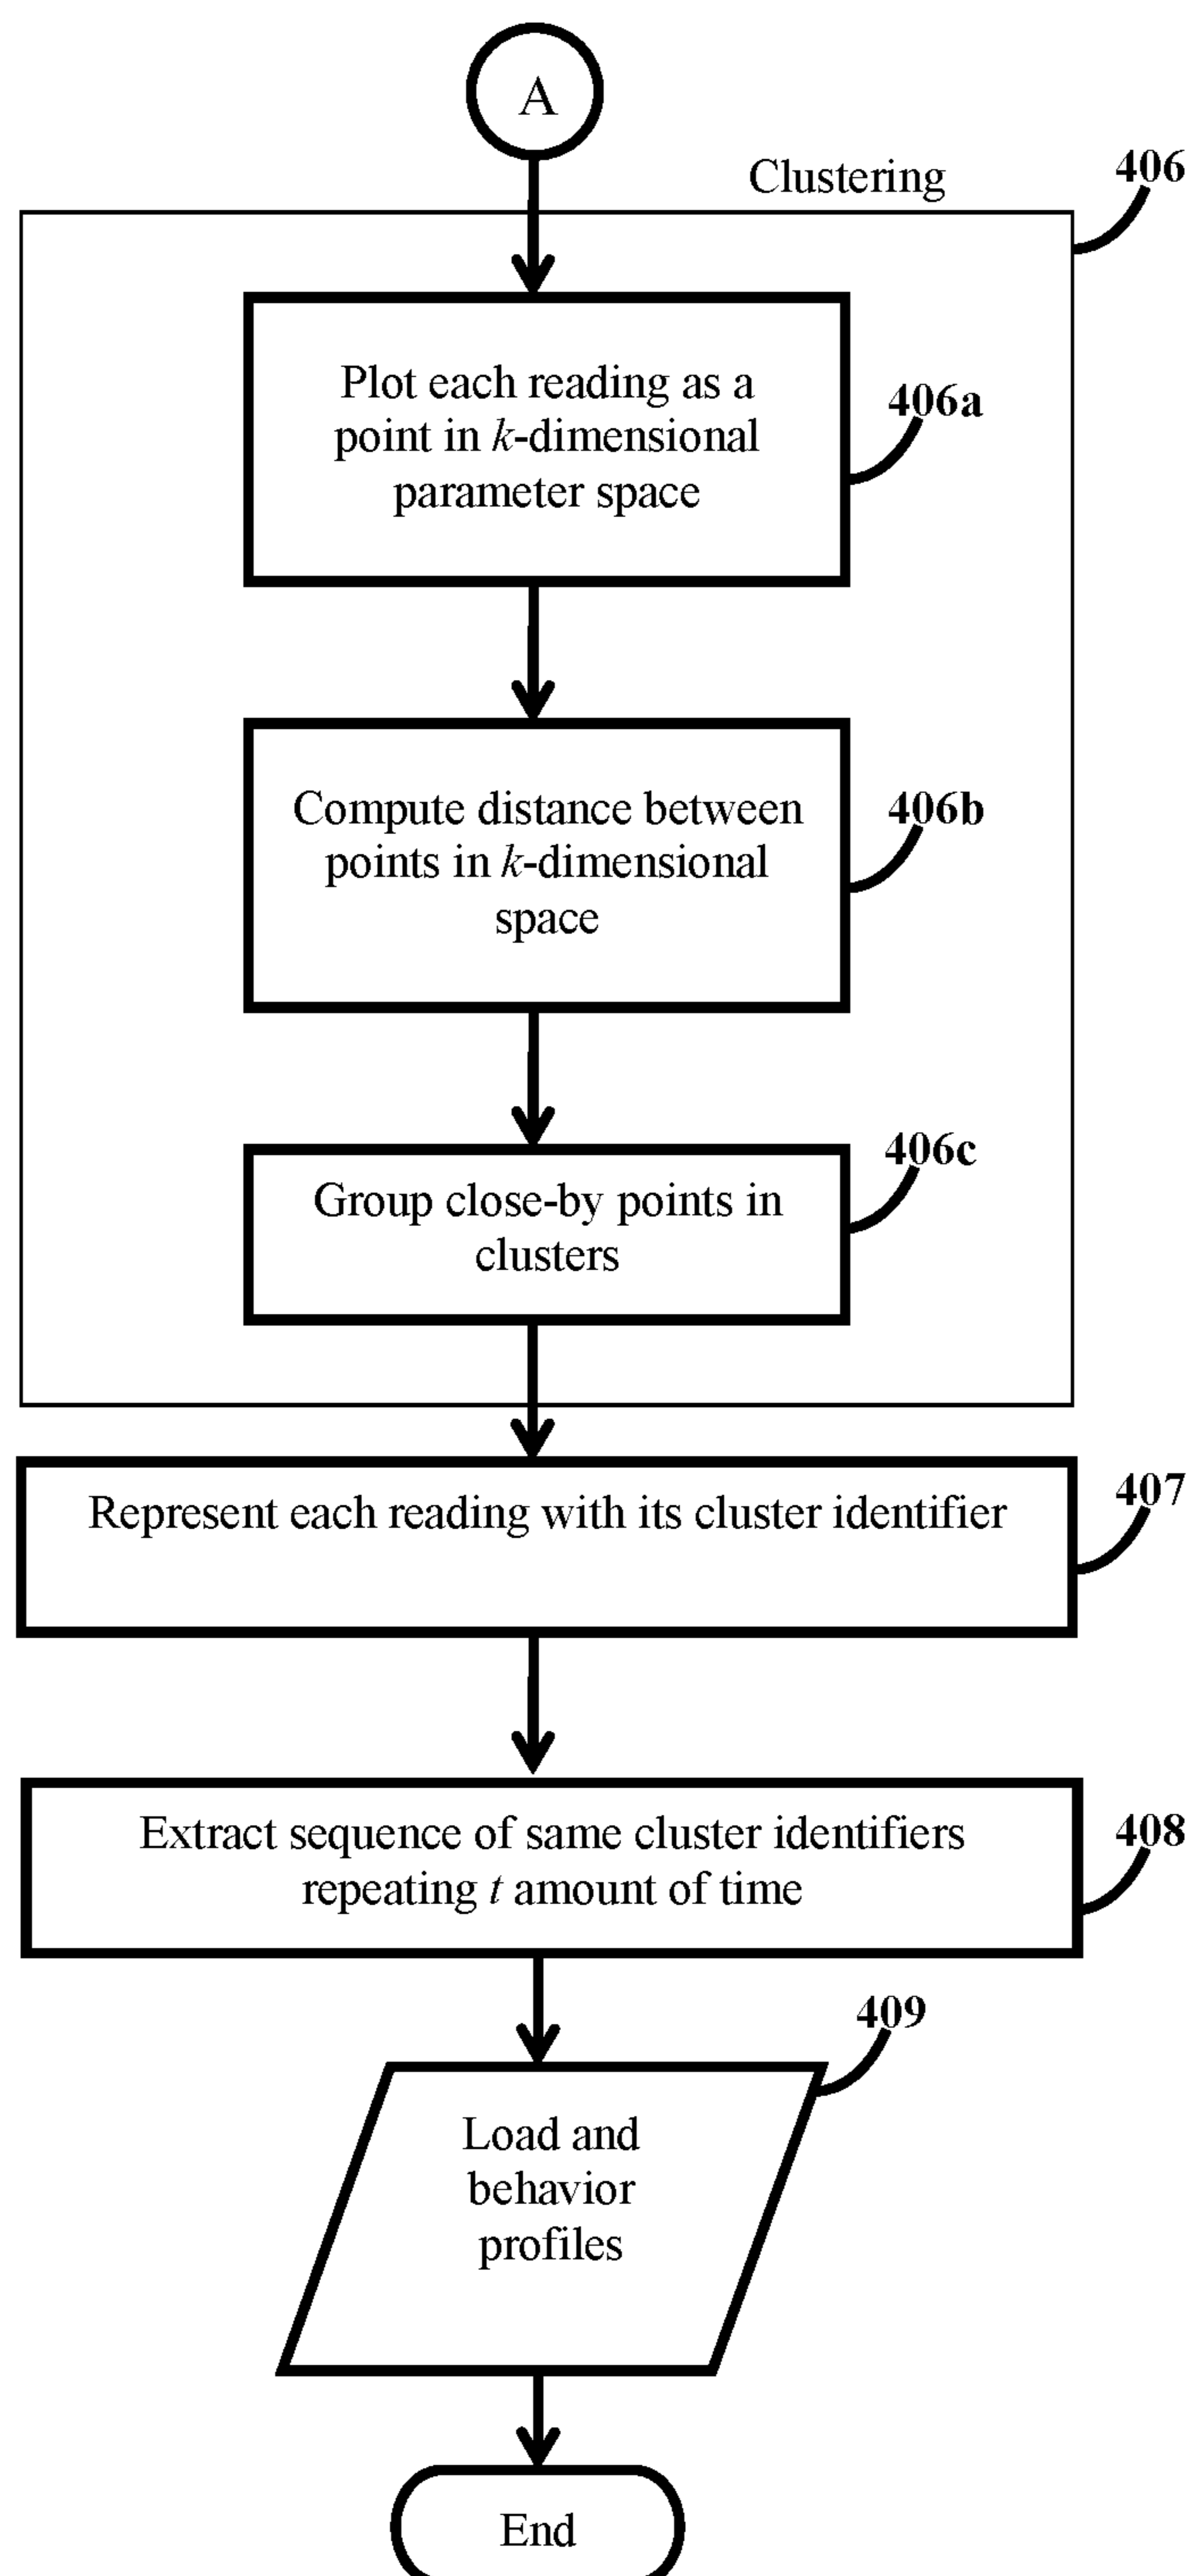 A
Clustering
406
Plot each reading as a
point in k-dimensional
parameter space
406a
Compute distance between
points in k-dimensional
space
406b
Group close-by points in
clusters
406c
Represent each reading with its cluster identifier
407
Extract sequence of same cluster identifiers
repeating t amount of time
408
409
Load and
behavior
profiles
End